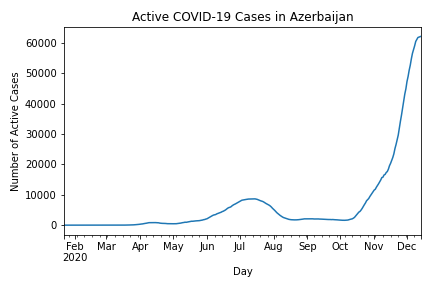 Active COVID-19 Cases in Azerbaijan
60000
50000
40000
30000
20000
10000
0
Number of Active Cases
Feb Mar Apr May Jun Jul Aug Sep Oct Nov Dec
2020
Day